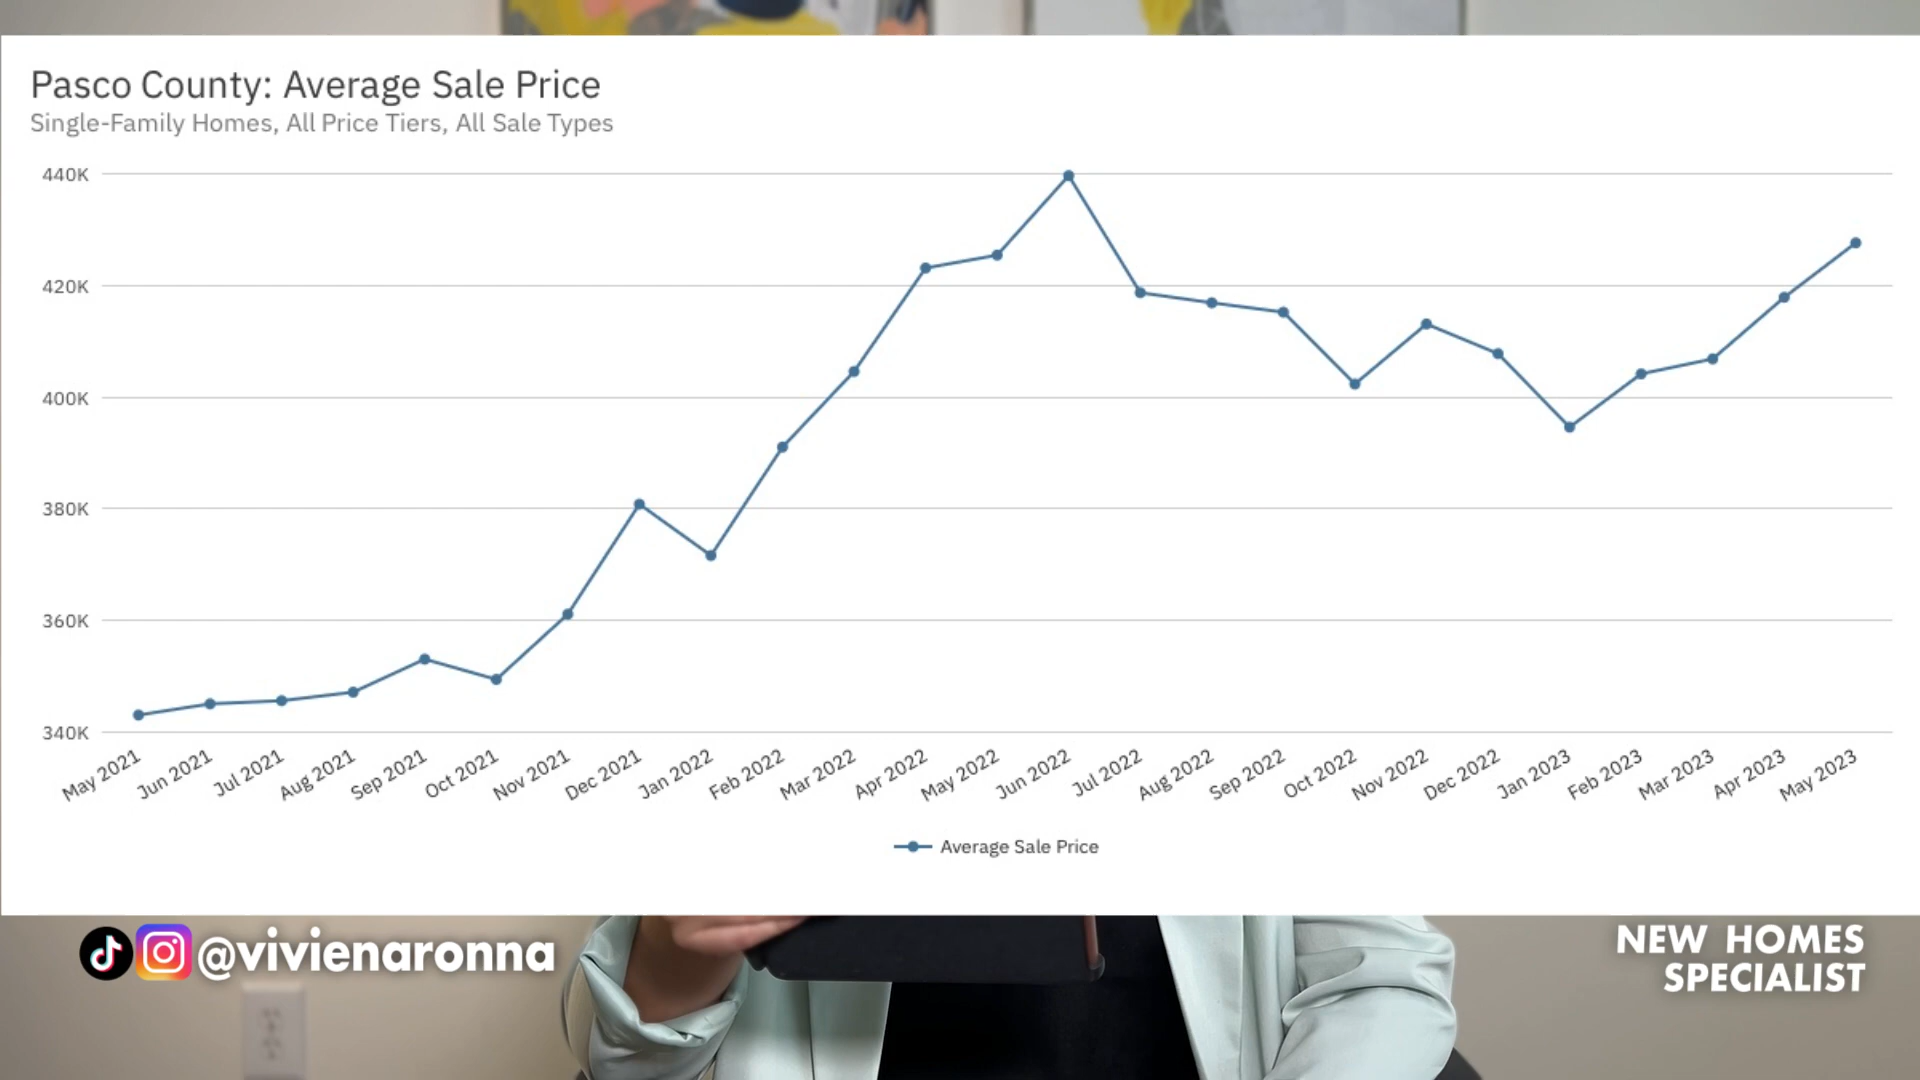 Pasco County: Average Sale Price
Single-Family Homes, All Price Tiers, All Sale Types
440K
420K
400K
380K
360K
340K
May 2021
Jun 2021
Jul 2021
Aug 2021
Sep 2021
Oct 2021
Nov 2021
Dec 2021
Jan 2022
Feb 2022
Mar 2022
Apr 2022
May 2022
Jun 2022
Jul 2022
Aug 2022
Sep 2022
Oct 2022
Nov 2022
Dec 2022
Jan 2023
Feb 2023
Mar 2023
Apr 2023
May 2023
Average Sale Price
@vivienaronna
NEW HOMES
SPECIALIST